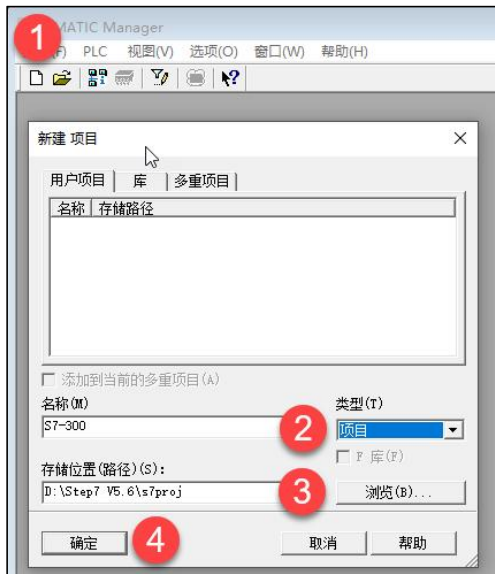 MATIC Manager
1
PLC 视图(V) 选项(O) 窗口(W) 帮助(H)
新建 项目
用户项目 库 多重项目
名称 存储路径
添加到当前的多重项目(A)
名称(M) 类型(T)
S7-300 2 项目
F 库(F)
存储位置(路径)(S):
D:\Step7 V5.6\s7proj 3 浏览(B)...
确定 4 取消 帮助